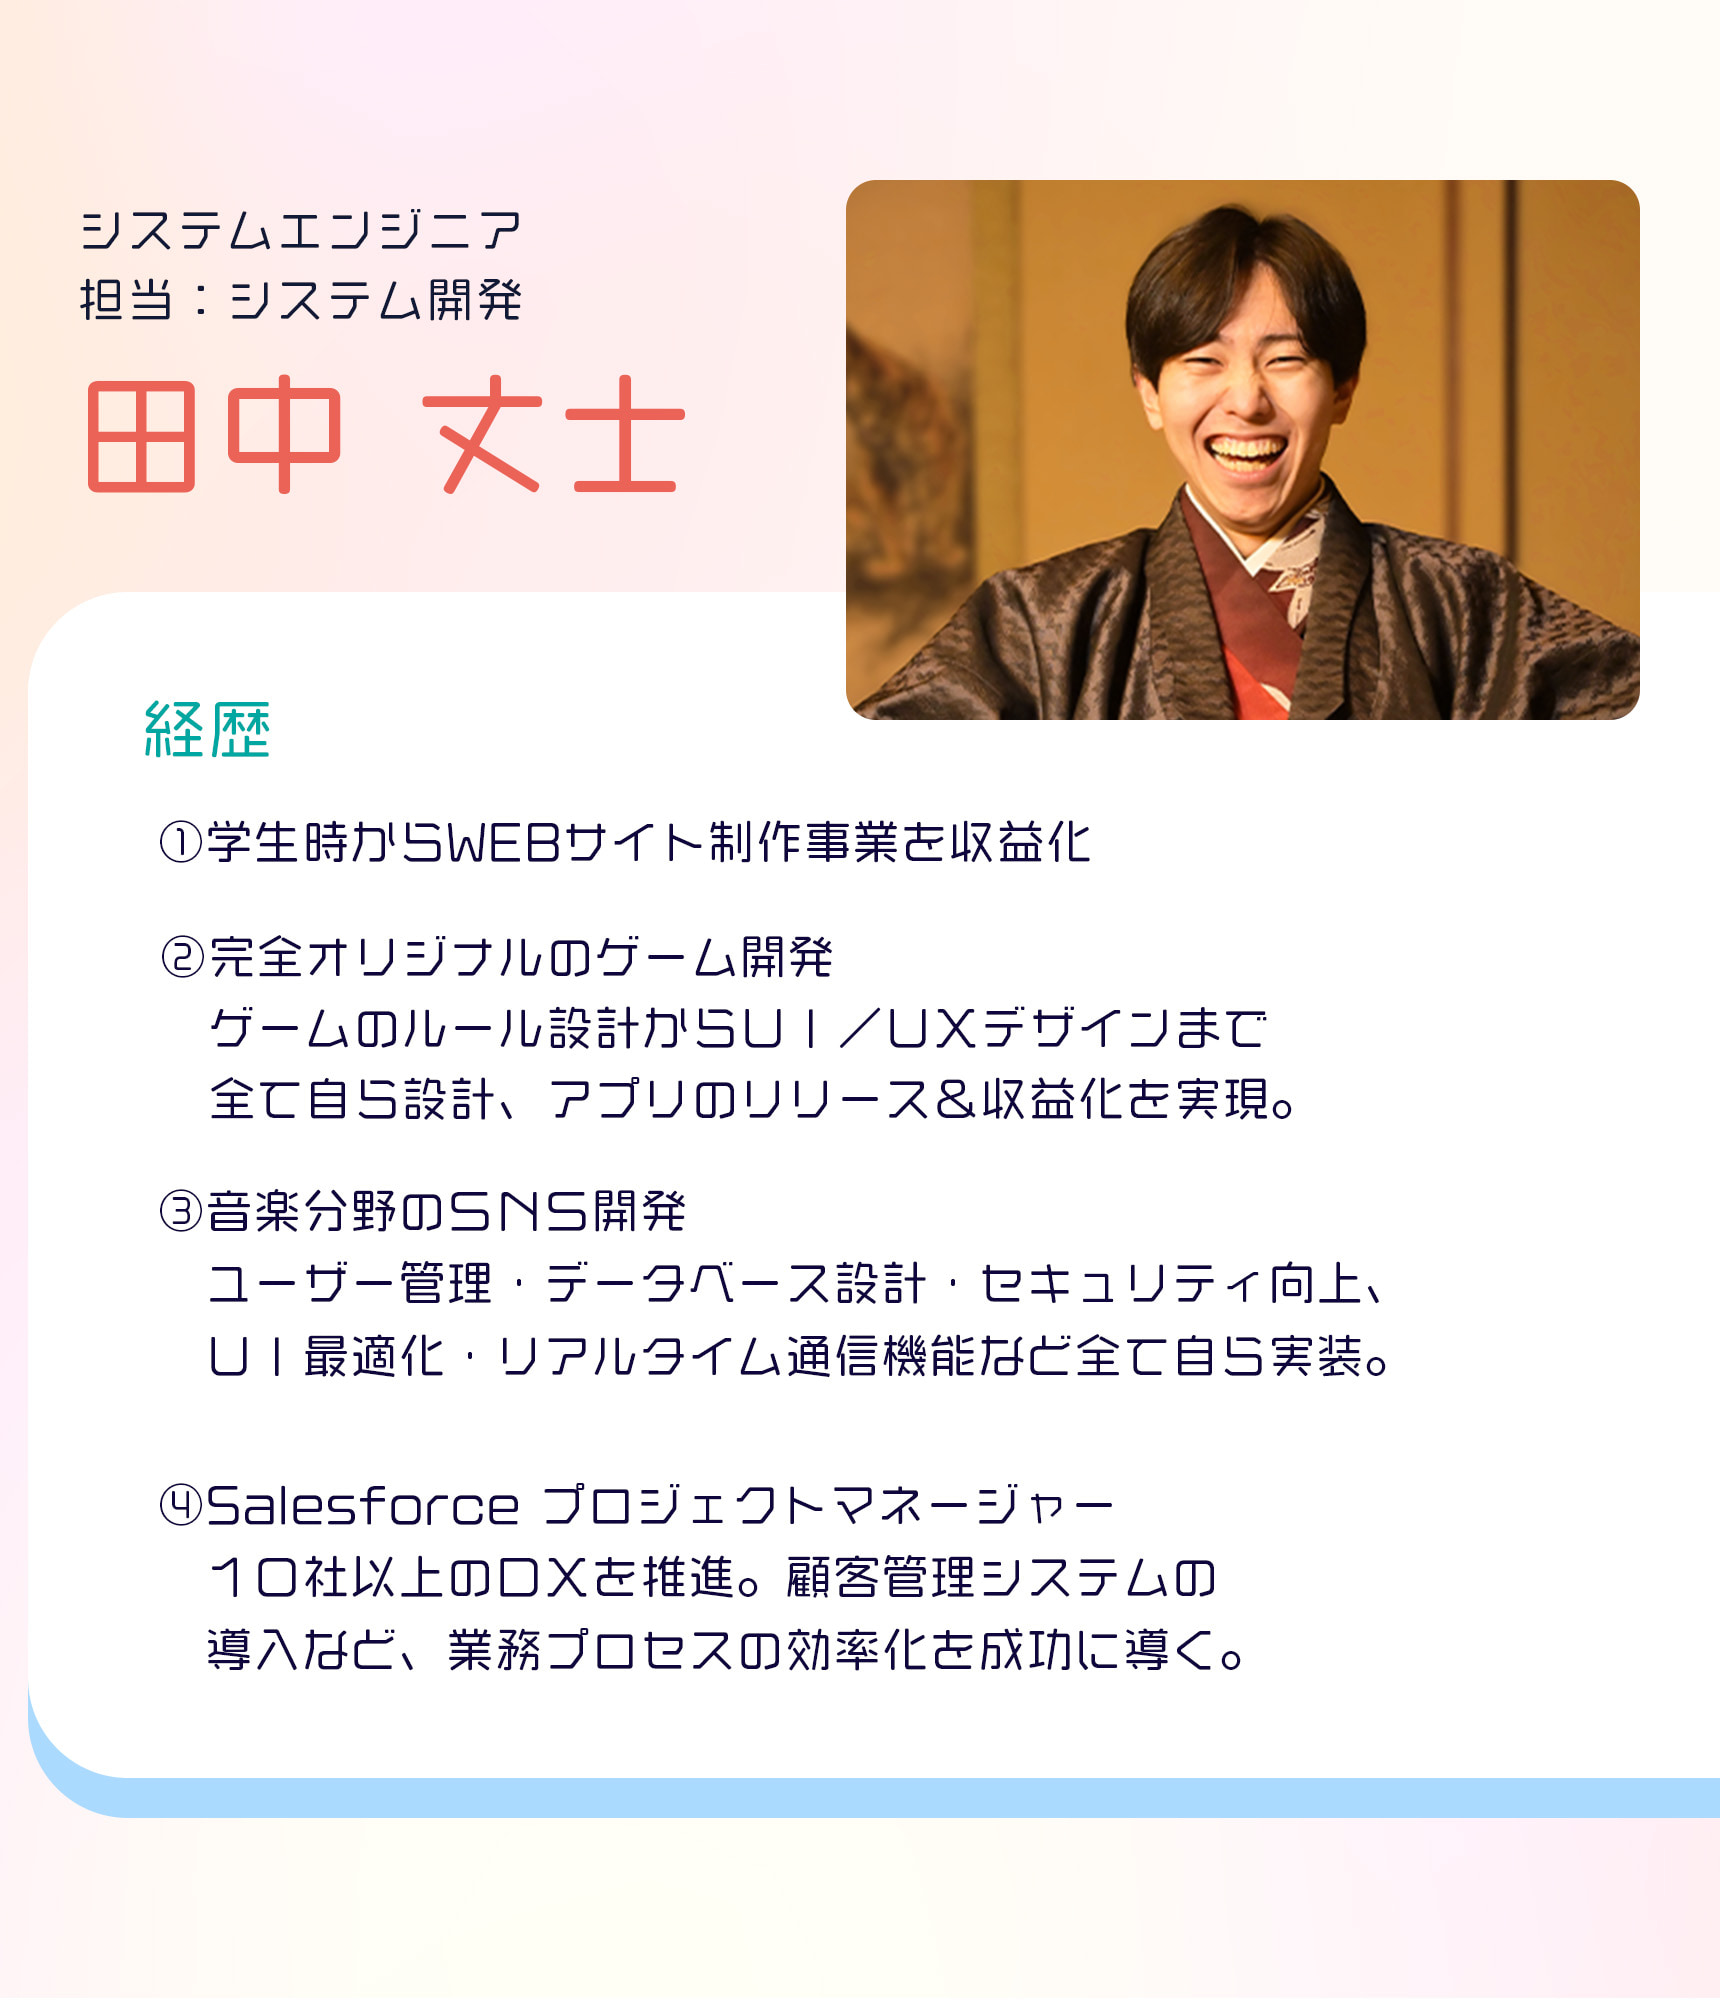 システムエンジニア
担当：システム開発
田中 丈士
経歴
①学生時からWEBサイト制作事業を収益化
②完全オリジナルのゲーム開発
ゲームのルール設計からＵＩ／ＵＸデザインまで
全て自ら設計、アプリのリリース&収益化を実現。
③音楽分野のＳＮＳ開発
ユーザー管理・データベース設計・セキュリティ向上、
ＵＩ最適化・リアルタイム通信機能など全て自ら実装。
④Salesforce プロジェクトマネージャー
１０社以上のＤＸを推進。顧客管理システムの
導入など、業務プロセスの効率化を成功に導く。